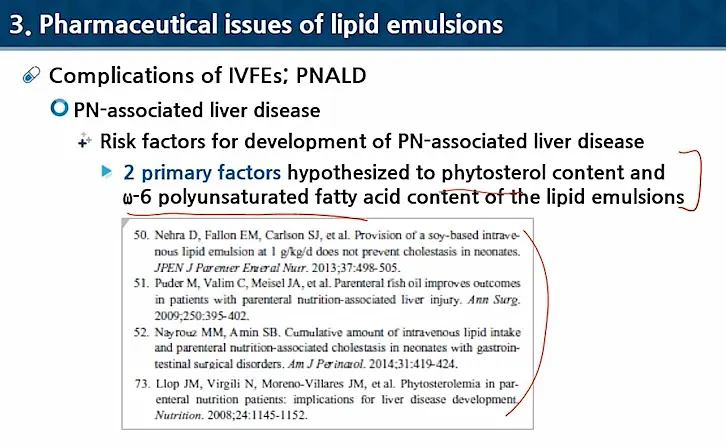 3. Pharmaceutical issues of lipid emulsions
Complications of IVFEs; PNALD
PN-associated liver disease
Risk factors for development of PN-associated liver disease
2 primary factors hypothesized to phytosterol content and
ω-6 polyunsaturated fatty acid content of the lipid emulsions
50. Nehra D, Fallon EM, Carlson SJ, et al. Provision of a soy-based intrave-
nous lipid emulsion at 1 g/kg/d does not prevent cholestasis in neonates.
JPEN J Parenter Enteral Nutr. 2013;37:498-505.
51. Puder M, Valim C, Meisel JA, et al. Parenteral fish oil improves outcomes
in patients with parenteral nutrition-associated liver injury. Ann Surg.
2009;250:395-402.
52. Nayrouz MM, Amin SB. Cumulative amount of intravenous lipid intake
and parenteral nutrition-associated cholestasis in neonates with gastroin-
testinal surgical disorders. Am J Perinatol. 2014;31:419-424.
73. Llop JM, Virgili N, Moreno-Villares JM, et al. Phytosterolemia in par-
enteral nutrition patients: implications for liver disease development.
Nutrition. 2008;24:1145-1152.